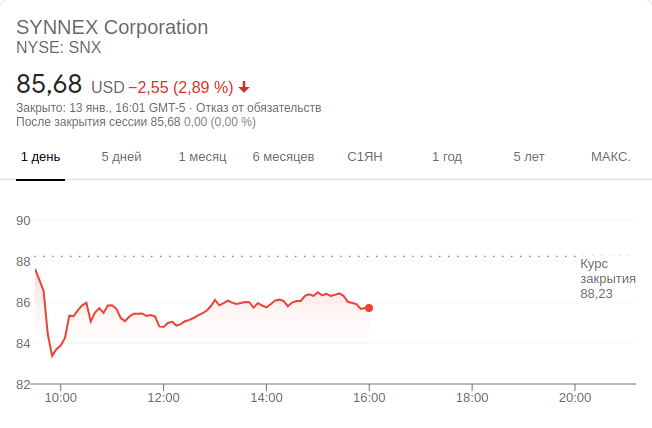 SYNNEX Corporation
NYSE: SNX
85,68 USD −2,55 (2,89 %)
Закрыто: 13 янв., 16:01 GMT-5 · Отказ от обязательств
После закрытия сессии 85,68 0,00 (0,00 %)
1 день 5 дней 1 месяц 6 месяцев С1ЯН 1 год 5 лет МАКС.
90
88
86
84
82
Курс
закрытия
88,23
10:00 12:00 14:00 16:00 18:00 20:00